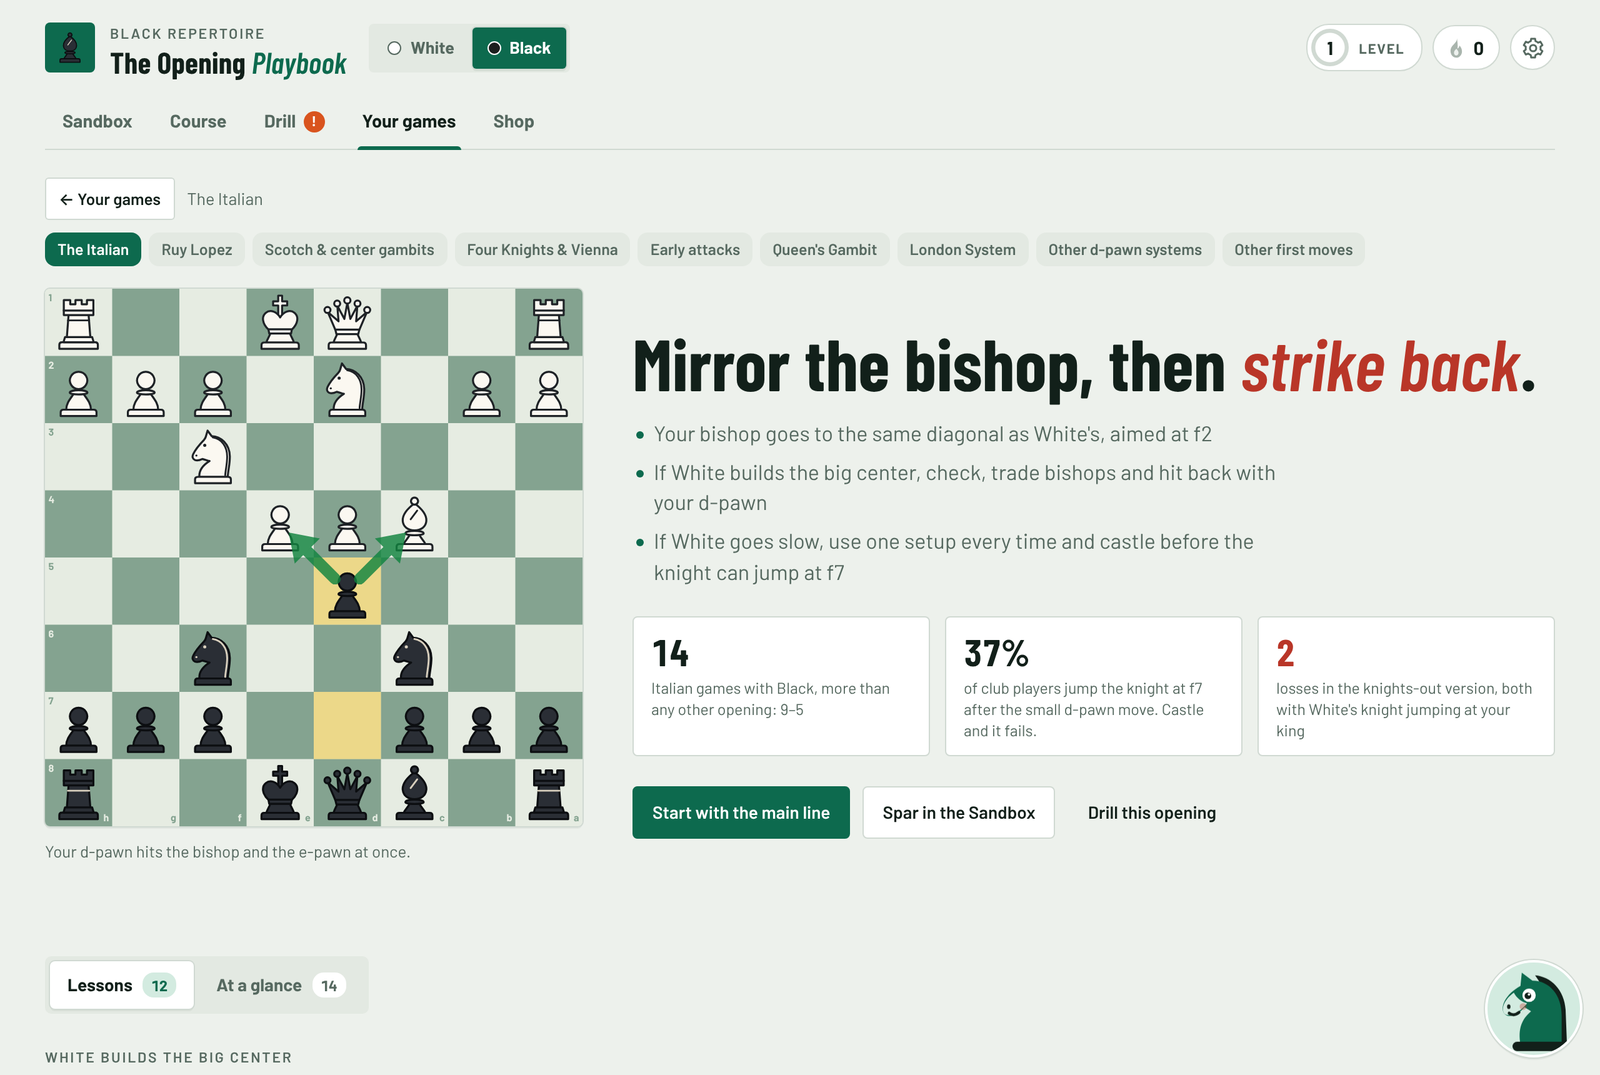 BLACK REPERTOIRE
The Opening Playbook
White
Black
1 LEVEL
0
Sandbox
Course
Drill !
Your games
Shop
← Your games
The Italian
The Italian
Ruy Lopez
Scotch & center gambits
Four Knights & Vienna
Early attacks
Queen's Gambit
London System
Other d-pawn systems
Other first moves
1
2
3
4
5
6
7
8
h
g
f
e
d
c
b
a
Your d-pawn hits the bishop and the e-pawn at once.
Mirror the bishop, then strike back.
• Your bishop goes to the same diagonal as White's, aimed at f2
• If White builds the big center, check, trade bishops and hit back with
your d-pawn
• If White goes slow, use one setup every time and castle before the
knight can jump at f7
14
Italian games with Black, more than
any other opening: 9–5
37%
of club players jump the knight at f7
after the small d-pawn move. Castle
and it fails.
2
losses in the knights-out version, both
with White's knight jumping at your
king
Start with the main line
Spar in the Sandbox
Drill this opening
Lessons 12
At a glance 14
WHITE BUILDS THE BIG CENTER